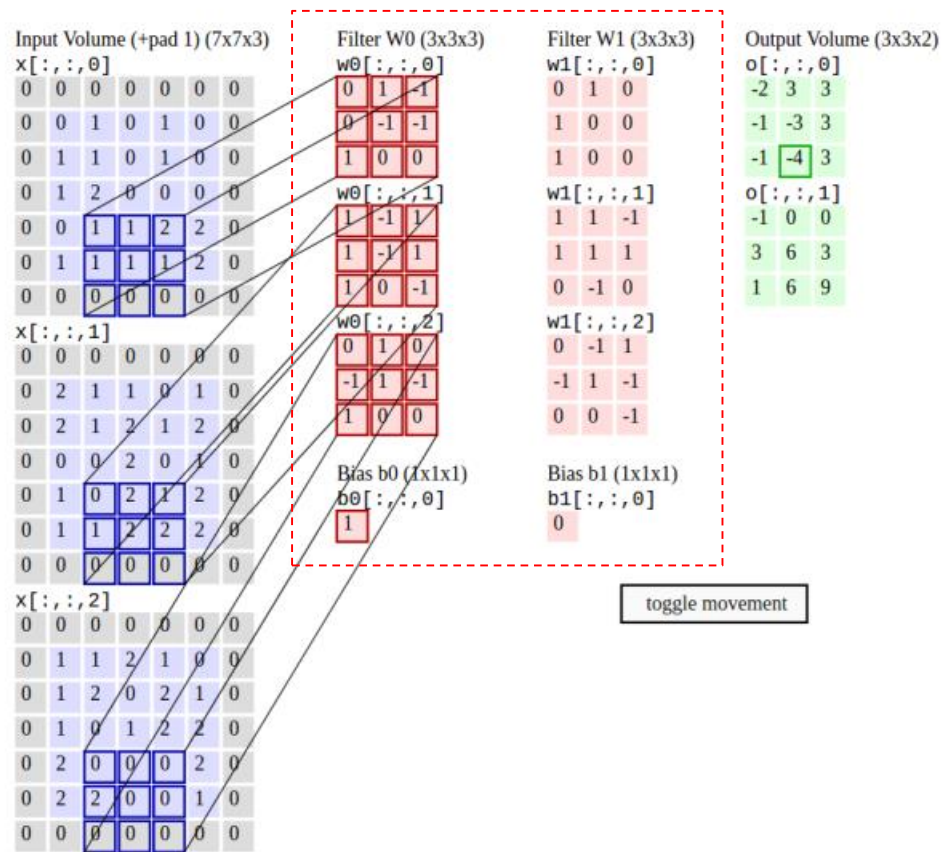 Input Volume (+pad 1) (7x7x3)
x[:,:,0]
0 0 0 0 0 0 0
0 0 1 0 1 0 0
0 1 1 0 1 0 0
0 1 2 0 0 0 0
0 0 1 1 2 2 0
0 1 1 1 1 2 0
0 0 0 0 0 0 0
x[:,:,1]
0 0 0 0 0 0 0
0 2 1 1 0 1 0
0 2 1 2 1 2 0
0 0 0 2 0 1 0
0 1 0 2 1 2 0
0 1 1 2 2 2 0
0 0 0 0 0 0 0
x[:,:,2]
0 0 0 0 0 0 0
0 1 1 2 1 0 0
0 1 2 0 2 1 0
0 1 0 1 2 2 0
0 2 0 0 0 2 0
0 2 2 0 0 1 0
0 0 0 0 0 0 0
Filter W0 (3x3x3)
w0[:,:,0]
0 1 -1
0 -1 -1
1 0 0
w0[:,:,1]
1 -1 1
1 -1 1
1 0 -1
w0[:,:,2]
0 1 0
-1 1 -1
1 0 0
Bias b0 (1x1x1)
b0[:,:,0]
1
Filter W1 (3x3x3)
w1[:,:,0]
0 1 0
1 0 0
1 0 0
w1[:,:,1]
1 1 -1
1 1 1
0 -1 0
w1[:,:,2]
0 -1 1
-1 1 -1
0 0 -1
Bias b1 (1x1x1)
b1[:,:,0]
0
Output Volume (3x3x2)
o[:,:,0]
-2 3 3
-1 -3 3
-1 -4 3
o[:,:,1]
-1 0 0
3 6 3
1 6 9
toggle movement